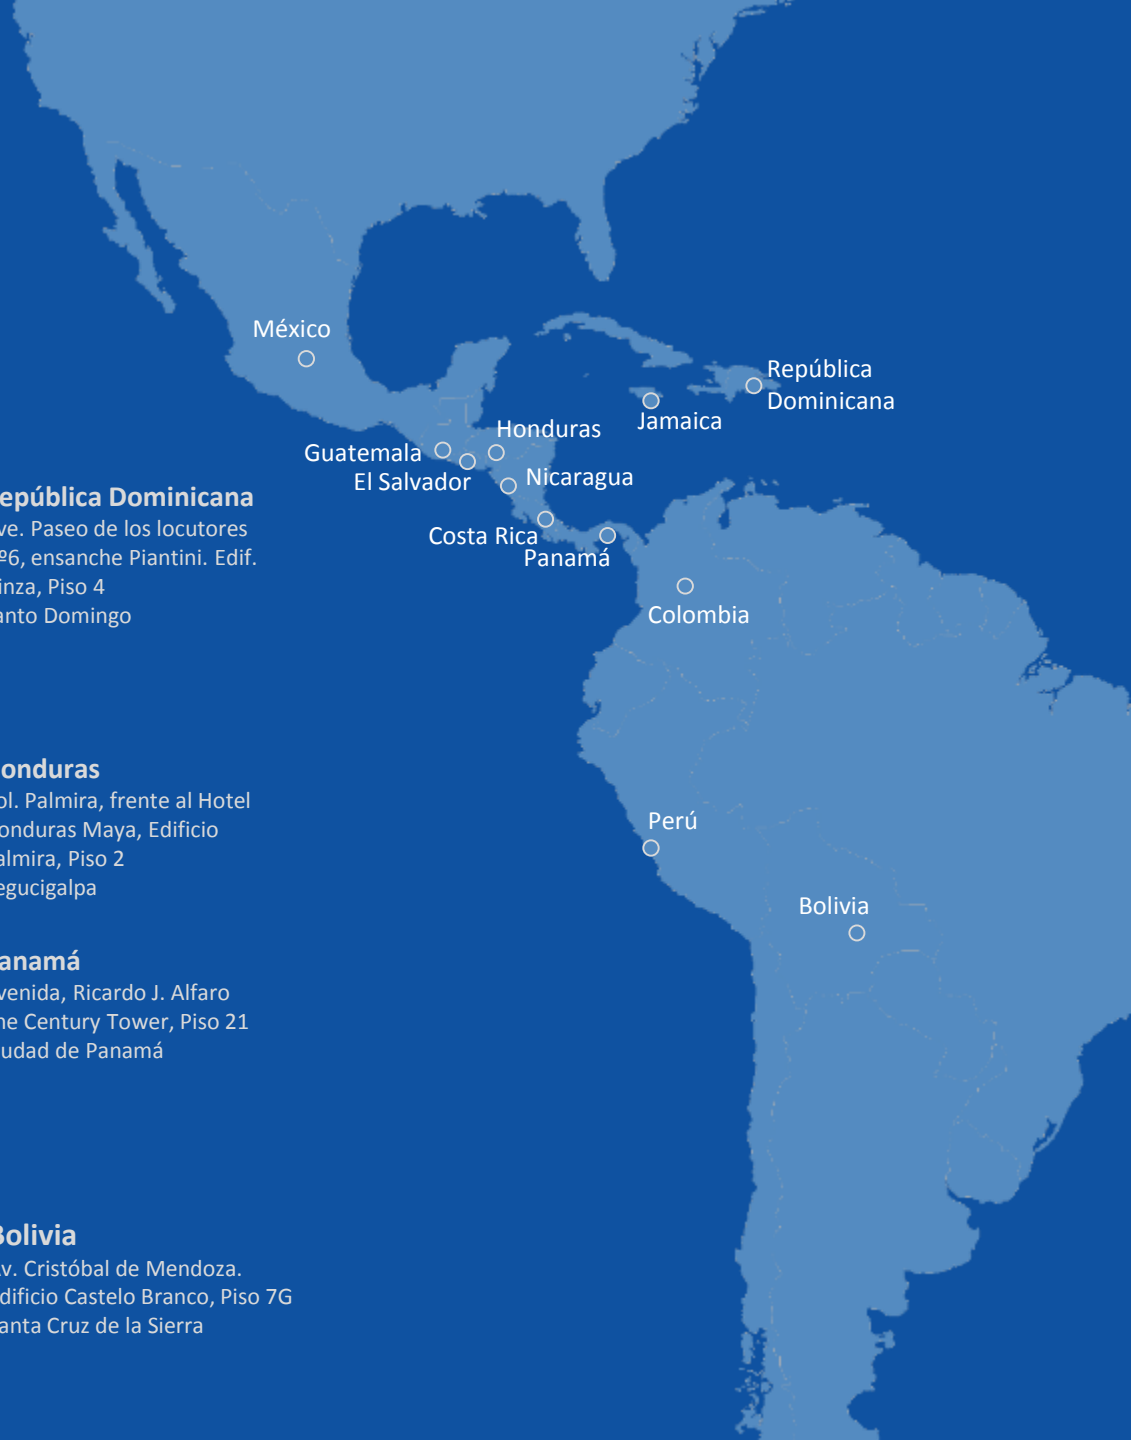 México
República
Dominicana
Jamaica
Honduras
Guatemala
El Salvador
Nicaragua
Costa Rica
Panamá
Colombia
Perú
Bolivia
epública Dominicana
ve. Paseo de los locutores
º6, ensanche Piantini. Edif.
inza, Piso 4
anto Domingo
onduras
ol. Palmira, frente al Hotel
onduras Maya, Edificio
almira, Piso 2
egucigalpa
anamá
venida, Ricardo J. Alfaro
he Century Tower, Piso 21
udad de Panamá
Bolivia
v. Cristóbal de Mendoza.
dificio Castelo Branco, Piso 7G
anta Cruz de la Sierra